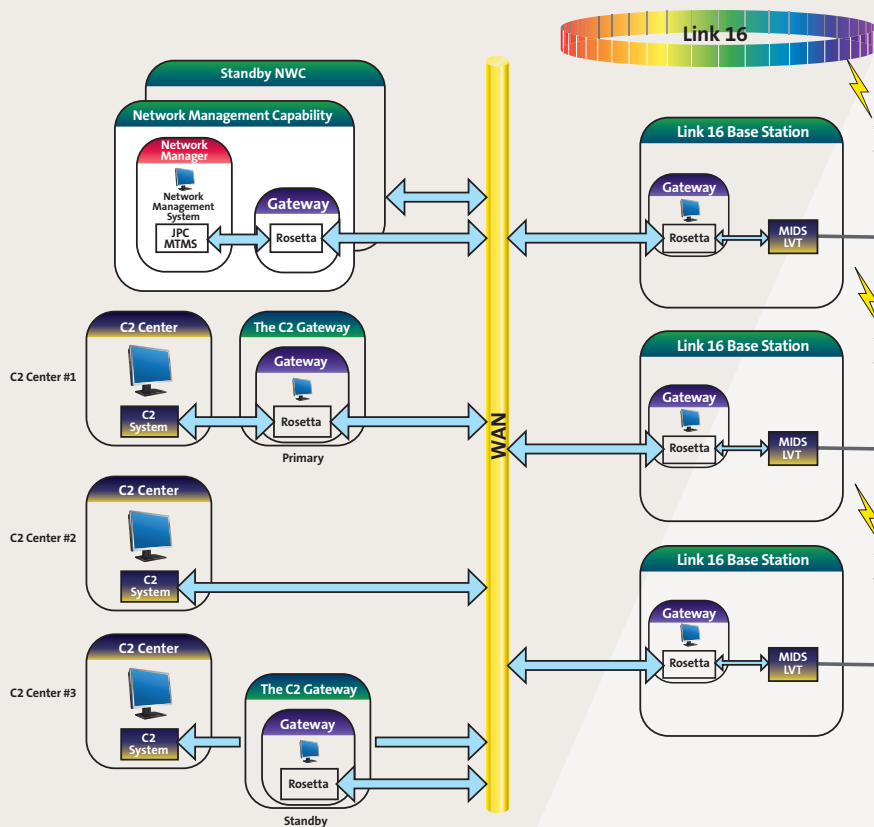 Link 16
Standby NWC
Network Management Capability
Network
Manager
Network
Management
System
JPC
MTMS
Gateway
Rosetta
C2 Center #1
C2 Center
C2
System
The C2 Gateway
Gateway
Rosetta
Primary
C2 Center #2
C2 Center
C2
System
C2 Center #3
C2 Center
C2
System
The C2 Gateway
Gateway
Rosetta
Standby
WAN
Link 16 Base Station
Gateway
Rosetta
MIDS
LVT
Link 16 Base Station
Gateway
Rosetta
MIDS
LVT
Link 16 Base Station
Gateway
Rosetta
MIDS
LVT